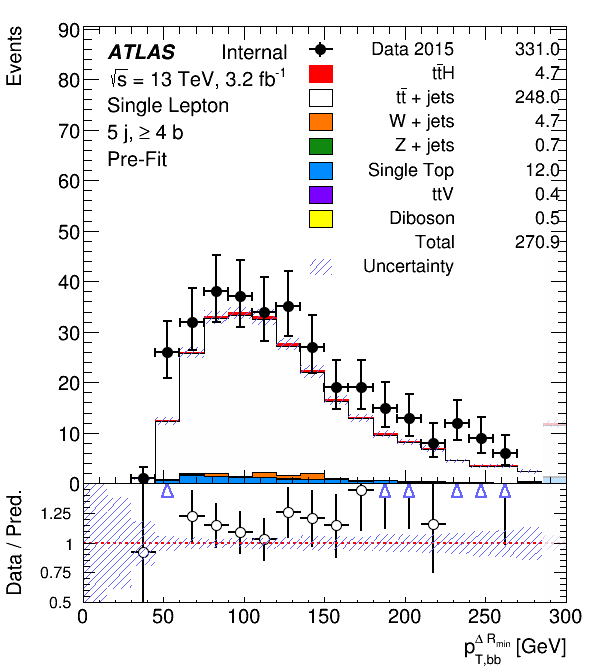 Events
90
80
70
60
50
40
30
20
10
0
ATLAS Internal
√s = 13 TeV, 3.2 fb⁻¹
Single Lepton
5 j, ≥ 4 b
Pre-Fit
Data 2015 331.0
tt̄H 4.7
tt̄ + jets 248.0
W + jets 4.7
Z + jets 0.7
Single Top 12.0
ttV 0.4
Diboson 0.5
Total 270.9
Uncertainty
Data / Pred.
1.25
1
0.75
0.5
0 50 100 150 200 250 300
p_{T,bb}^{Δ R_{min}} [GeV]